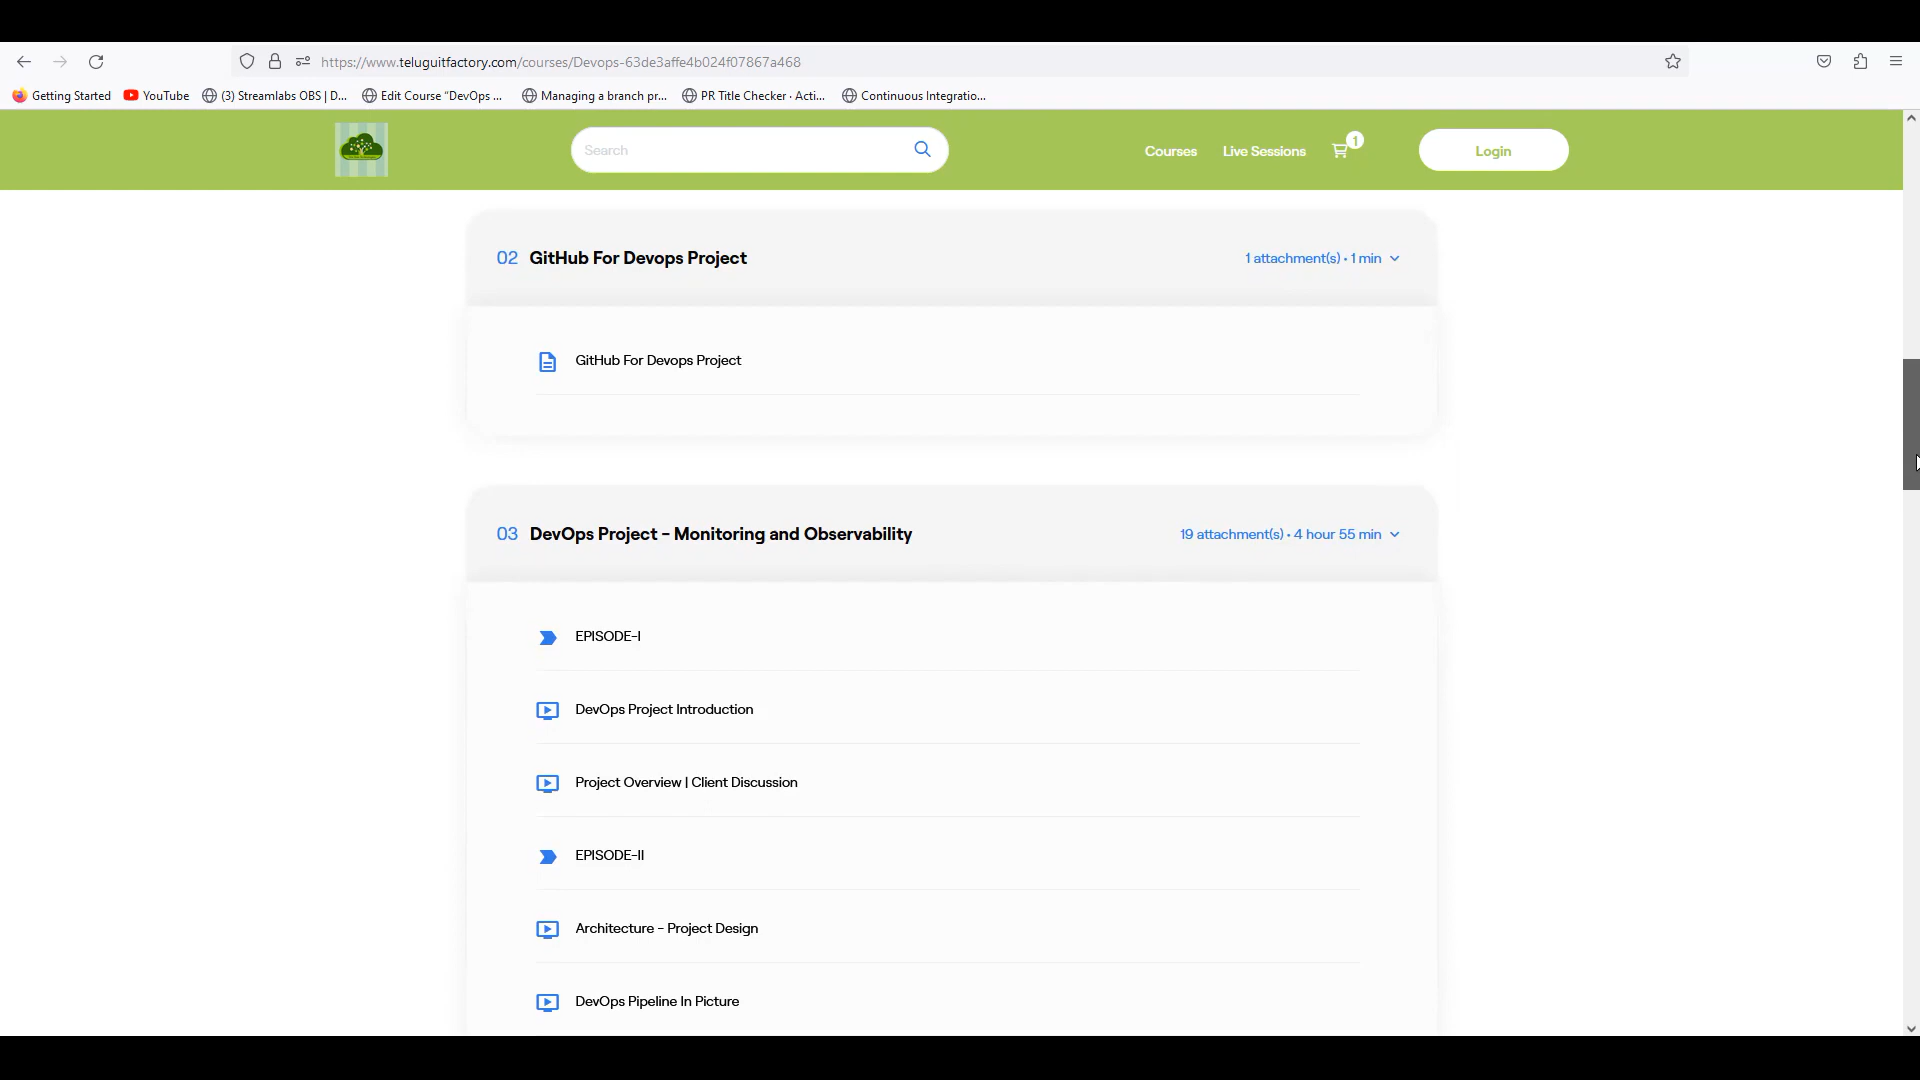 https://www.teluguitfactory.com/courses/Devops-63de3affe4b024f07867a468
Getting Started YouTube (3) Streamlabs OBS | D... Edit Course “DevOps ... Managing a branch pr... PR Title Checker · Acti... Continuous Integratio...
Search Courses Live Sessions 1 Login
02 GitHub For Devops Project 1 attachment(s) • 1 min
GitHub For Devops Project
03 DevOps Project - Monitoring and Observability 19 attachment(s) • 4 hour 55 min
EPISODE-I
DevOps Project Introduction
Project Overview | Client Discussion
EPISODE-II
Architecture - Project Design
DevOps Pipeline In Picture